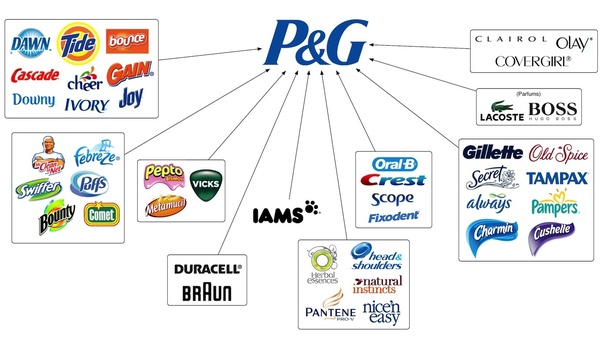 P&G
DAWN Tide bounce
Cascade cheer GAIN
Downy IVORY Joy
CLAIROL OLAY
COVERGIRL
(Parfums)
LACOSTE BOSS
HUGO BOSS
Mr. Clean Febreze
Swiffer Puffs
Bounty Comet
Pepto Bismol VICKS
Metamucil
IAMS
Oral-B
Crest
Scope
Fixodent
Gillette Old Spice
Secret TAMPAX
always Pampers
Charmin Cushelle
DURACELL
BRAUN
Herbal essences head & shoulders
natural instincts
PANTENE PRO-V nice'n easy